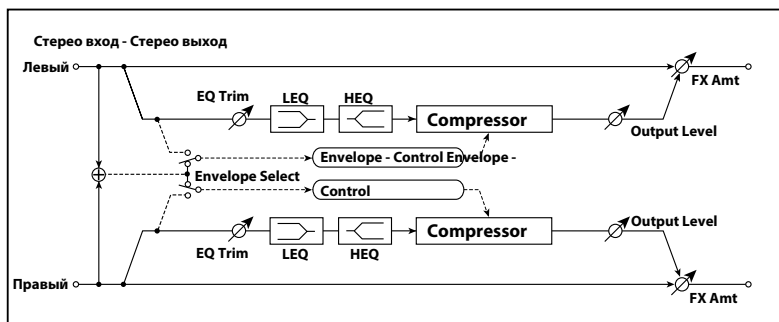 Стерео вход - Стерео выход
Левый
FX Amt
EQ Trim
LEQ
HEQ
Compressor
Output Level
Envelope - Control Envelope -
Envelope Select
Control
Output Level
EQ Trim
LEQ
HEQ
Compressor
Правый
FX Amt